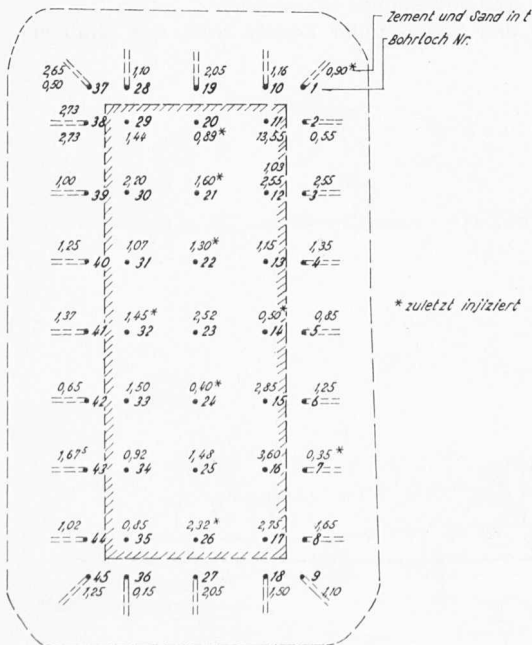 Zement und Sand in t
Bohrloch Nr.
2,65 1,10 2,05 1,16 0,90*
0,50 37 28 19 10 1
2,73 38 29 20 11 2
2,73 1,44 0,89* 13,55 0,55
1,03
1,00 2,20 1,60* 2,55 2,55
39 30 21 12 3
1,25 1,07 1,30* 1,15 1,35
40 31 22 13 4
* zuletzt injiziert
1,37 1,45* 2,52 0,50* 0,85
41 32 23 14 5
0,65 1,50 0,40* 2,85 1,25
42 33 24 15 6
1,67⁵ 0,92 1,48 3,60 0,35*
43 34 25 16 7
1,02 0,85 2,32* 2,75 1,65
44 35 26 17 8
45 36 27 18 9
1,25 0,15 2,05 1,50 1,10